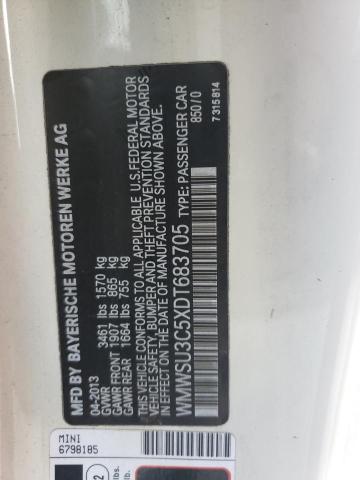 MFD BY BAYERISCHE MOTOREN WERKE AG
04-2013
GVWR 3461 lbs 1570 kg
GAWR FRONT 1907 lbs 865 kg
GAWR REAR 1664 lbs 755 kg
THIS VEHICLE CONFORMS TO ALL APPLICABLE U.S. FEDERAL MOTOR
VEHICLE SAFETY, BUMPER AND THEFT PREVENTION STANDARDS
IN EFFECT ON THE DATE OF MANUFACTURE SHOWN ABOVE.
WMWSU3C5XDT683705 TYPE: PASSENGER CAR
850/0
7315814
MINI
6798185
lbs.
lbs.